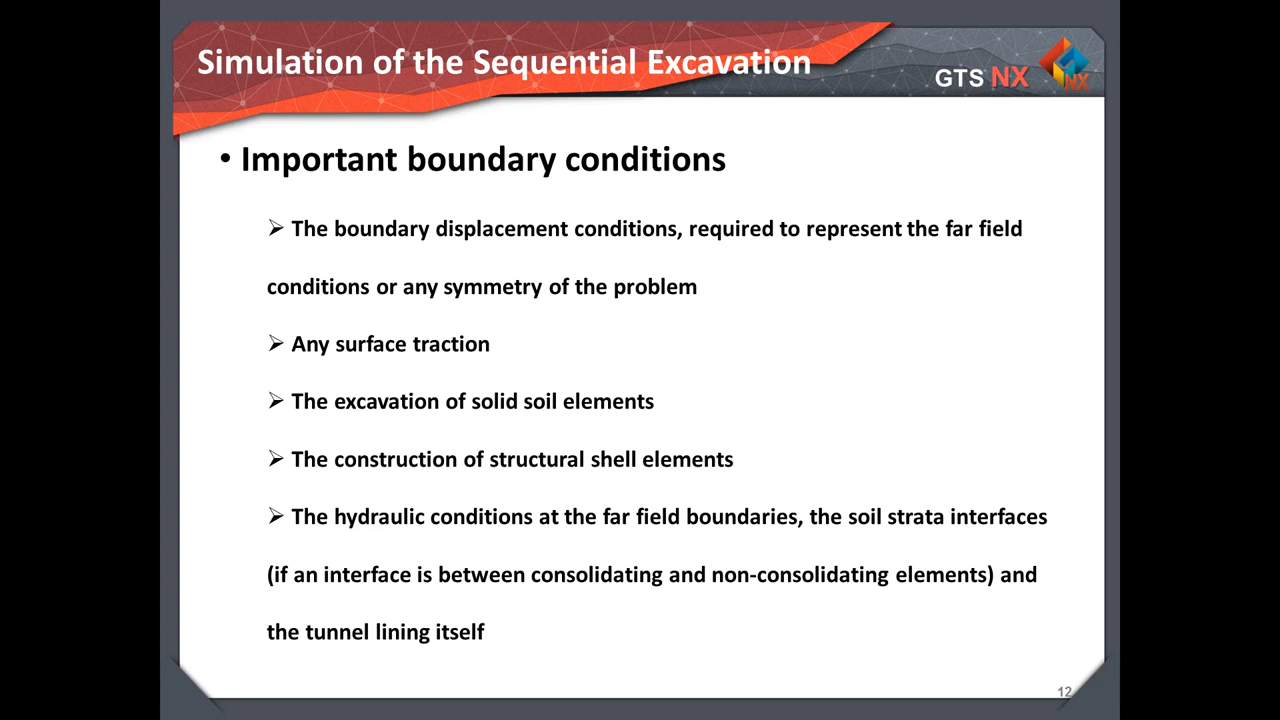 Simulation of the Sequential Excavation
GTS NX
NX
• Important boundary conditions
➢ The boundary displacement conditions, required to represent the far field
conditions or any symmetry of the problem
➢ Any surface traction
➢ The excavation of solid soil elements
➢ The construction of structural shell elements
➢ The hydraulic conditions at the far field boundaries, the soil strata interfaces
(if an interface is between consolidating and non-consolidating elements) and
the tunnel lining itself
12